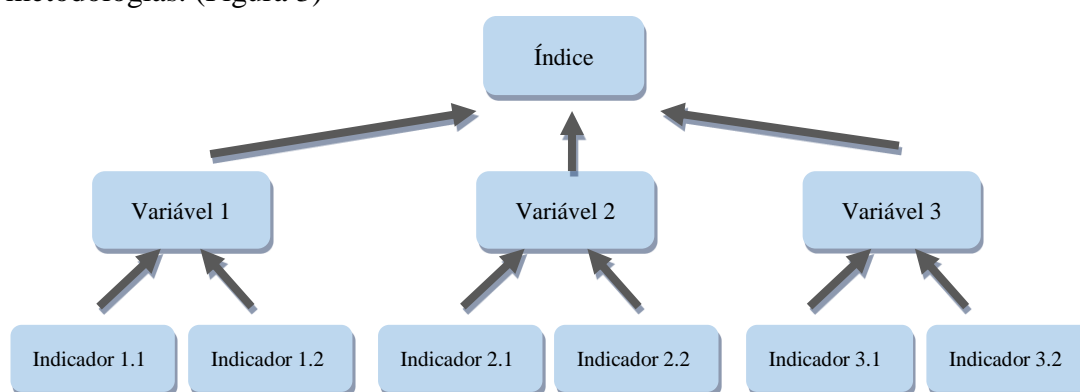 metodologias. (Figura 3)
Índice
Variável 1 Variável 2 Variável 3
Indicador 1.1 Indicador 1.2 Indicador 2.1 Indicador 2.2 Indicador 3.1 Indicador 3.2